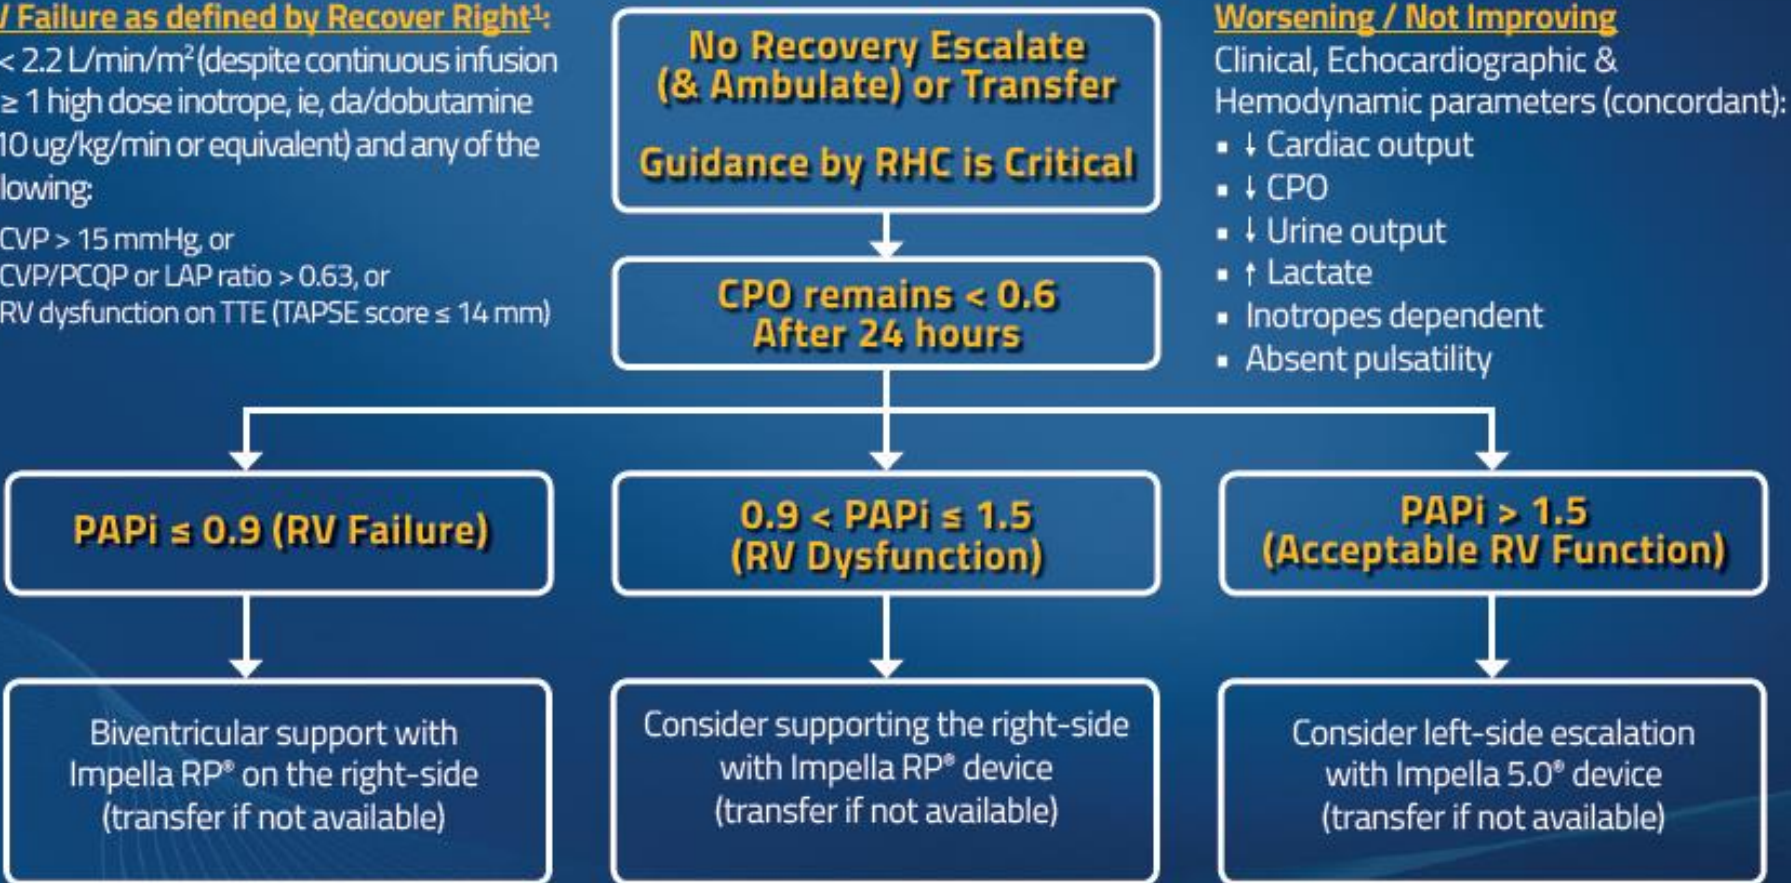 / Failure as defined by Recover Right¹:
< 2.2 L/min/m² (despite continuous infusion
≥ 1 high dose inotrope, ie, da/dobutamine
10 ug/kg/min or equivalent) and any of the
lowing:
CVP > 15 mmHg, or
CVP/PCQP or LAP ratio > 0.63, or
RV dysfunction on TTE (TAPSE score ≤ 14 mm)
No Recovery Escalate
(& Ambulate) or Transfer
Guidance by RHC is Critical
Worsening / Not Improving
Clinical, Echocardiographic &
Hemodynamic parameters (concordant):
▪ ↓ Cardiac output
▪ ↓ CPO
▪ ↓ Urine output
▪ ↑ Lactate
▪ Inotropes dependent
▪ Absent pulsatility
CPO remains < 0.6
After 24 hours
PAPi ≤ 0.9 (RV Failure)
0.9 < PAPi ≤ 1.5
(RV Dysfunction)
PAPi > 1.5
(Acceptable RV Function)
Biventricular support with
Impella RP® on the right-side
(transfer if not available)
Consider supporting the right-side
with Impella RP® device
(transfer if not available)
Consider left-side escalation
with Impella 5.0® device
(transfer if not available)